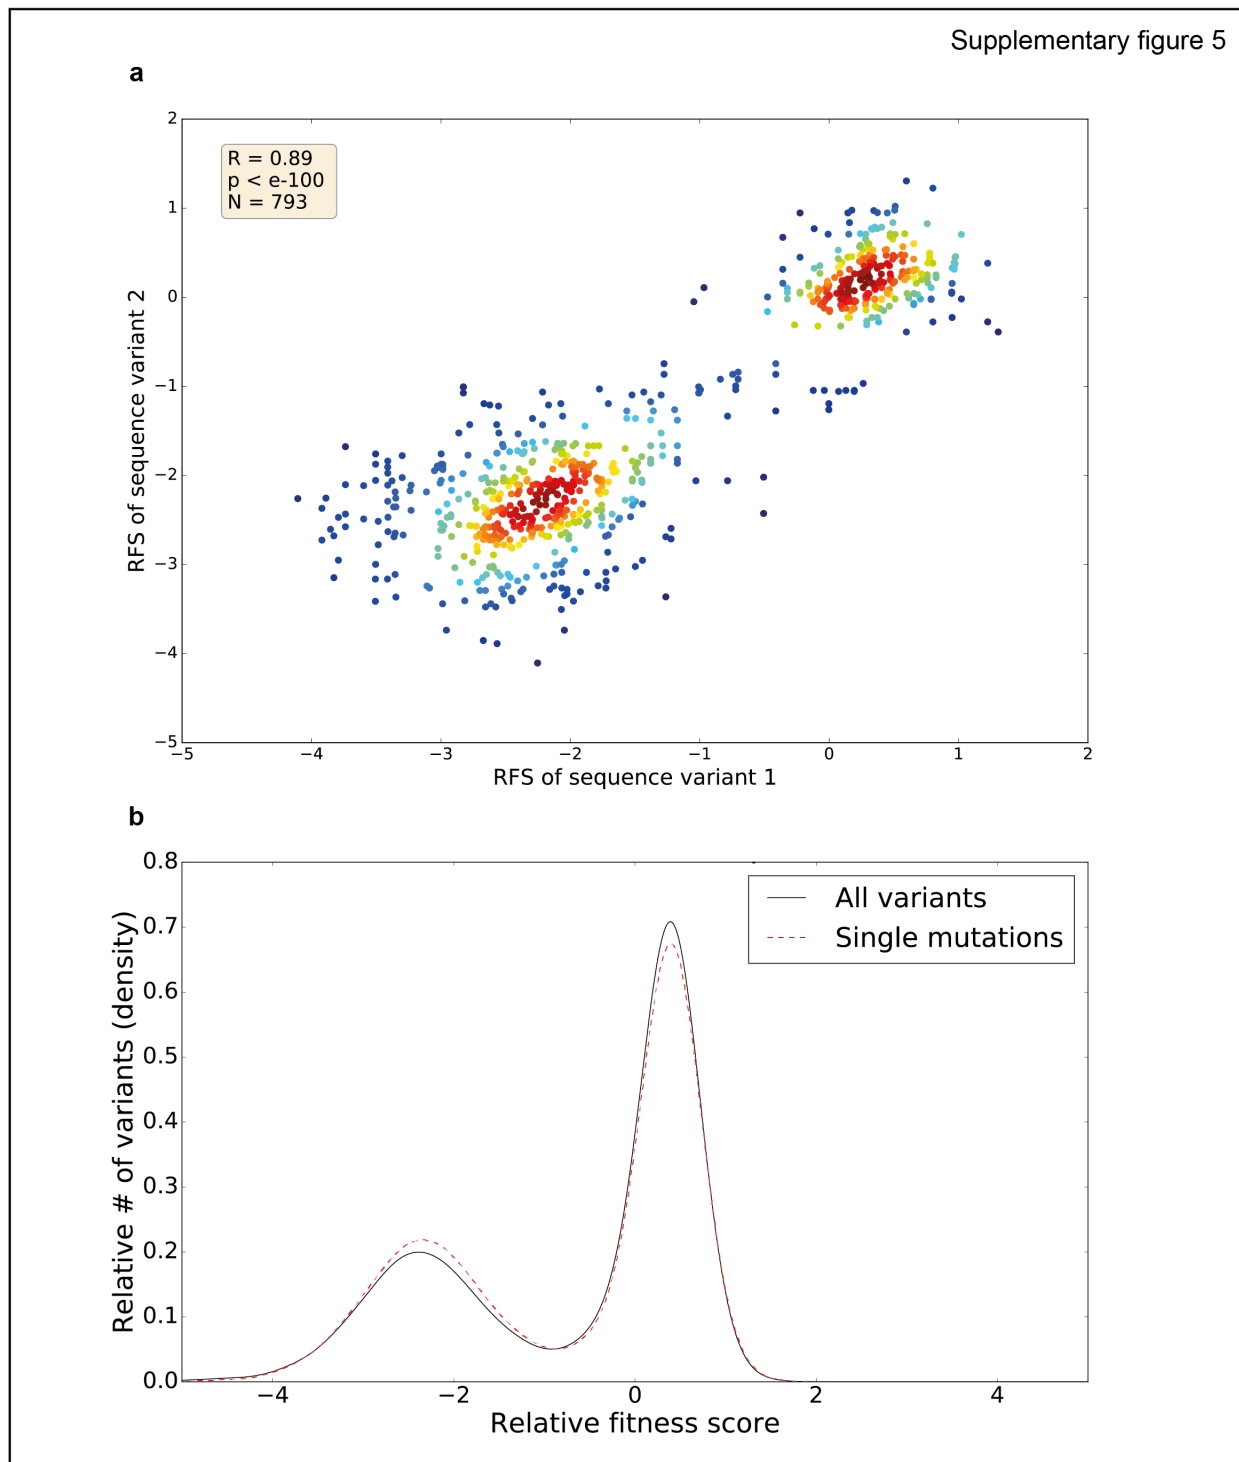 Supplementary figure 5
a
R = 0.89
p < e-100
N = 793
2
1
0
−1
−2
−3
−4
−5
RFS of sequence variant 2
−5 −4 −3 −2 −1 0 1 2
RFS of sequence variant 1
b
0.8
0.7
0.6
0.5
0.4
0.3
0.2
0.1
0.0
Relative # of variants (density)
All variants
Single mutations
−4 −2 0 2 4
Relative fitness score